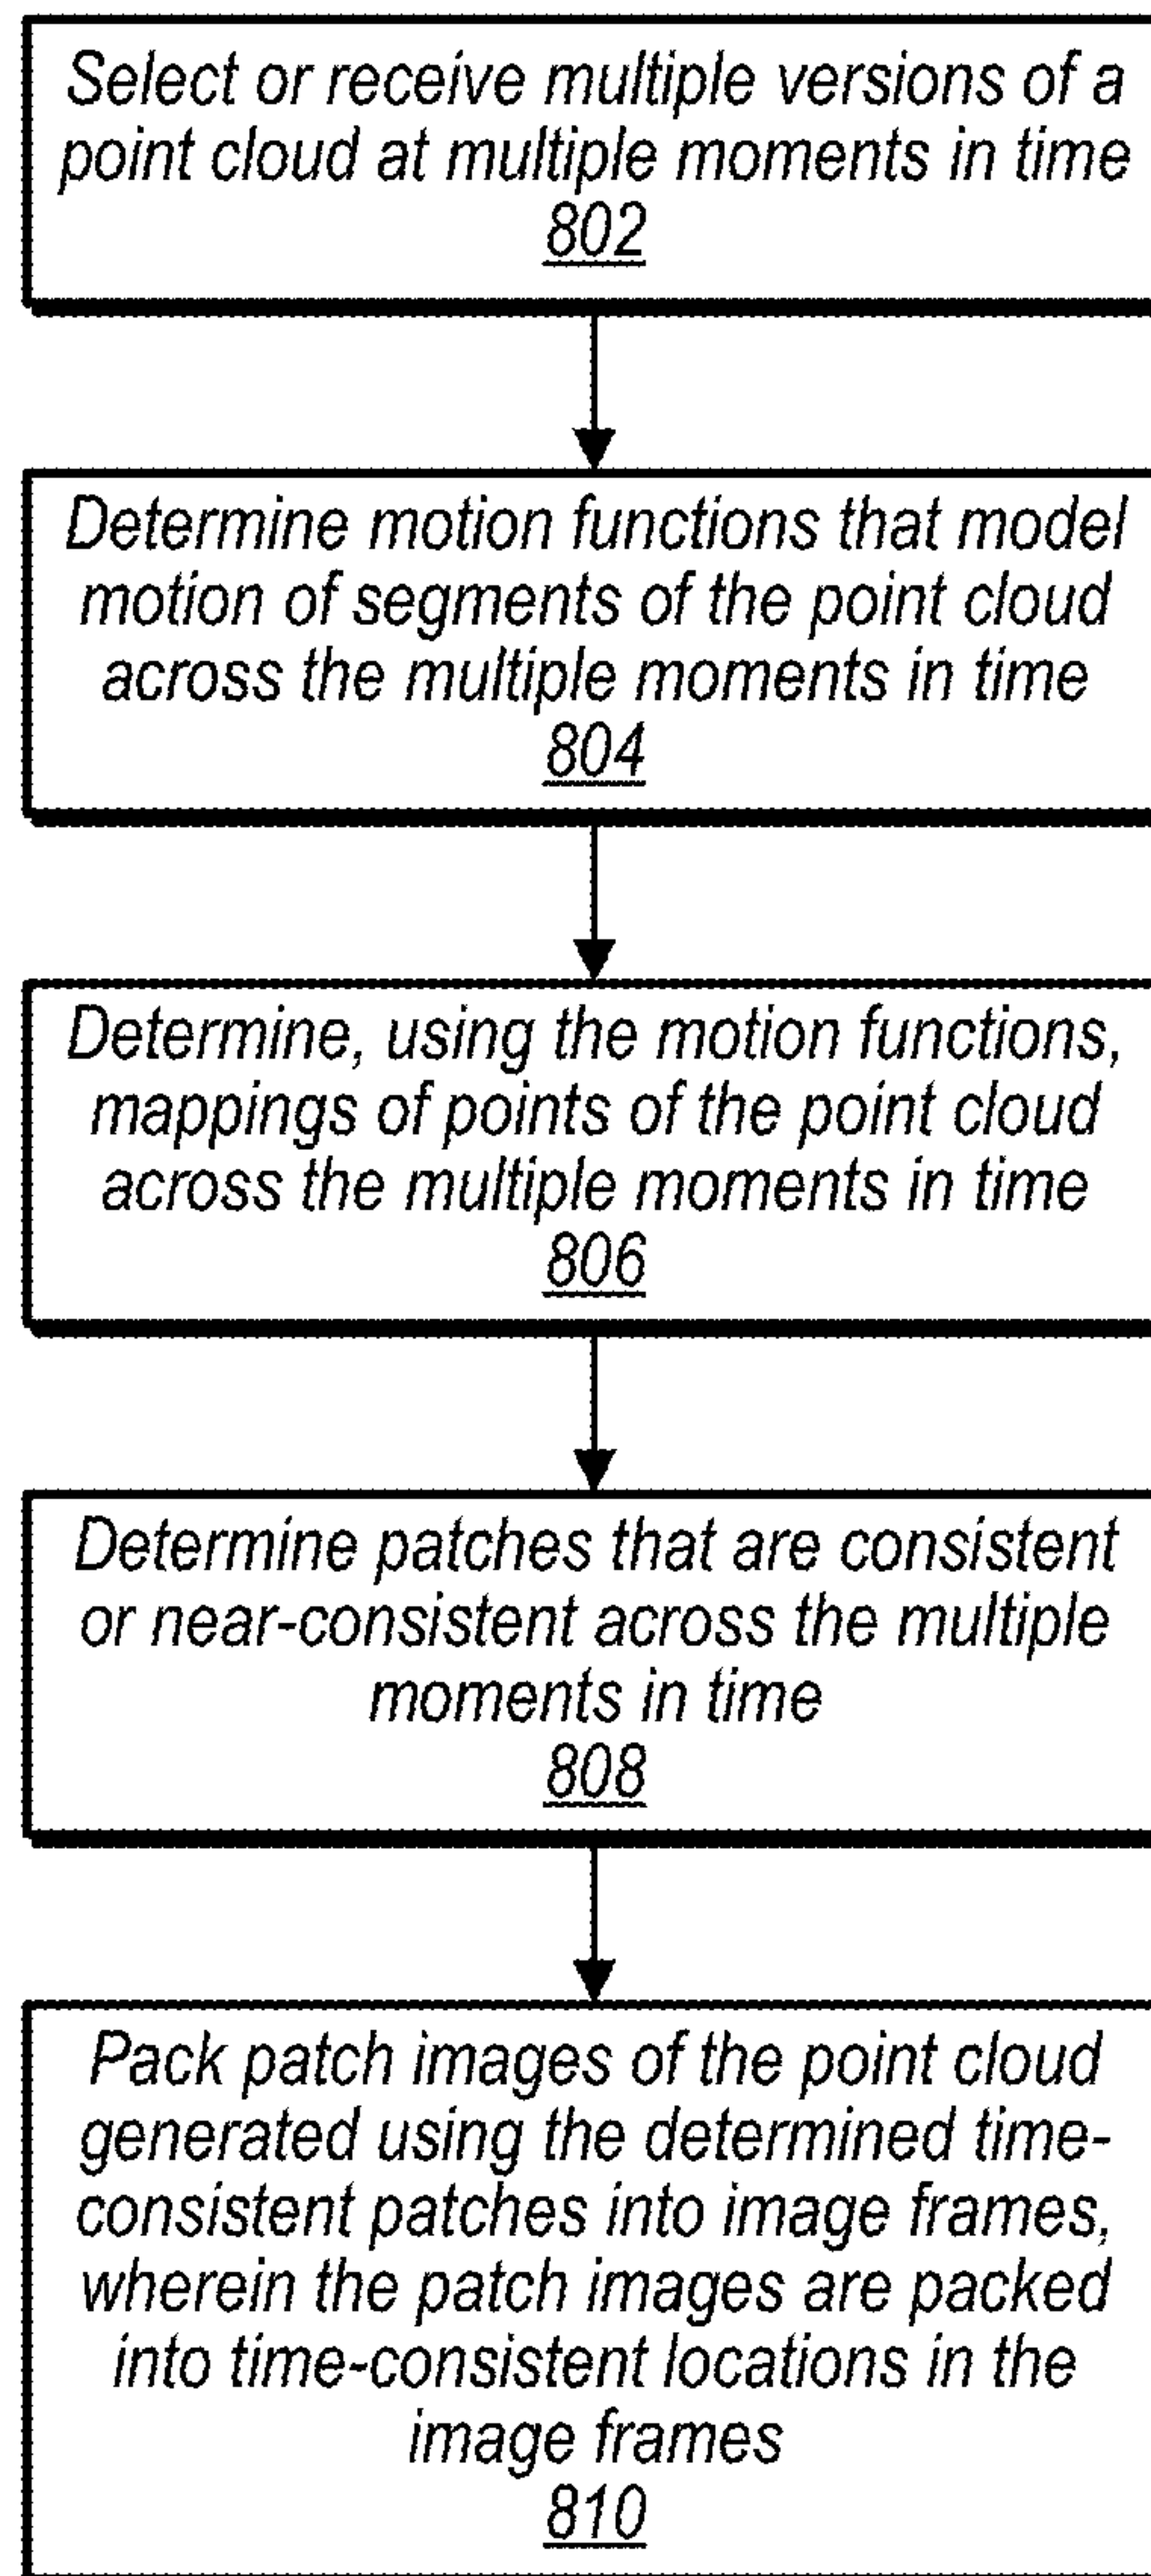 Select or receive multiple versions of a
point cloud at multiple moments in time
802
Determine motion functions that model
motion of segments of the point cloud
across the multiple moments in time
804
Determine, using the motion functions,
mappings of points of the point cloud
across the multiple moments in time
806
Determine patches that are consistent
or near-consistent across the multiple
moments in time
808
Pack patch images of the point cloud
generated using the determined time-
consistent patches into image frames,
wherein the patch images are packed
into time-consistent locations in the
image frames
810